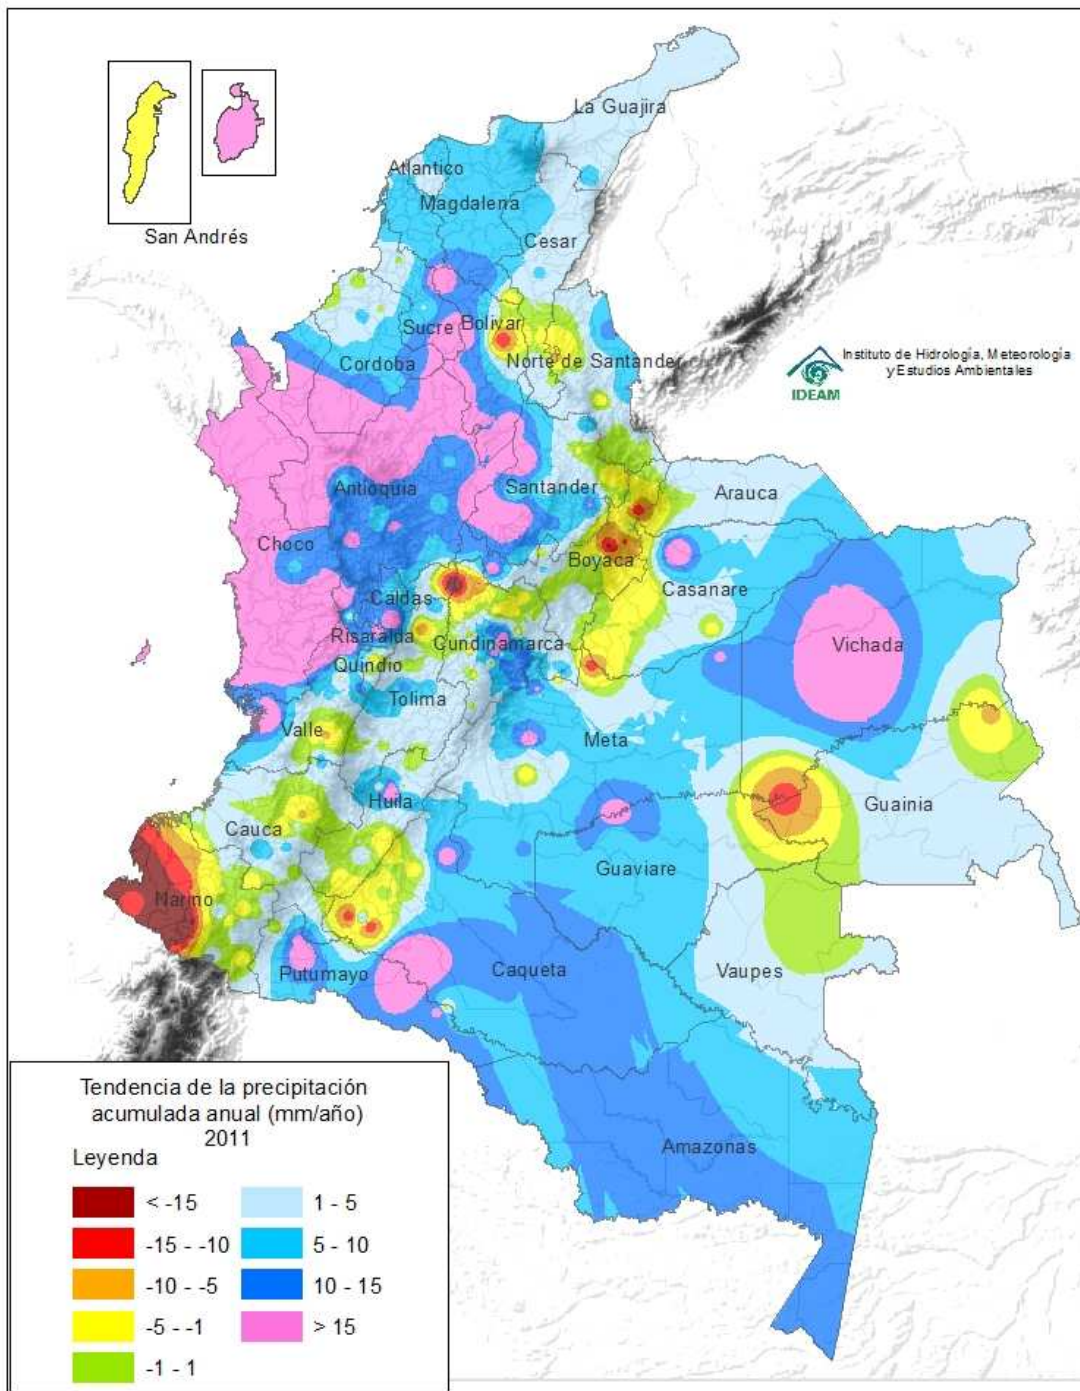 La Guajira
Atlantico
Magdalena
San Andrés
Cesar
Sucre
Bolivar
Cordoba
Norte de Santander
Instituto de Hidrología, Meteorología
y Estudios Ambientales
IDEAM
Antioquia
Santander
Arauca
Choco
Boyaca
Caldas
Casanare
Risaralda
Cundinamarca
Vichada
Quindio
Tolima
Valle
Meta
Huila
Guainia
Cauca
Guaviare
Narino
Putumayo
Caqueta
Vaupes
Amazonas
Tendencia de la precipitación
acumulada anual (mm/año)
2011
Leyenda
< -15
1 - 5
-15 - -10
5 - 10
-10 - -5
10 - 15
-5 - -1
> 15
-1 - 1